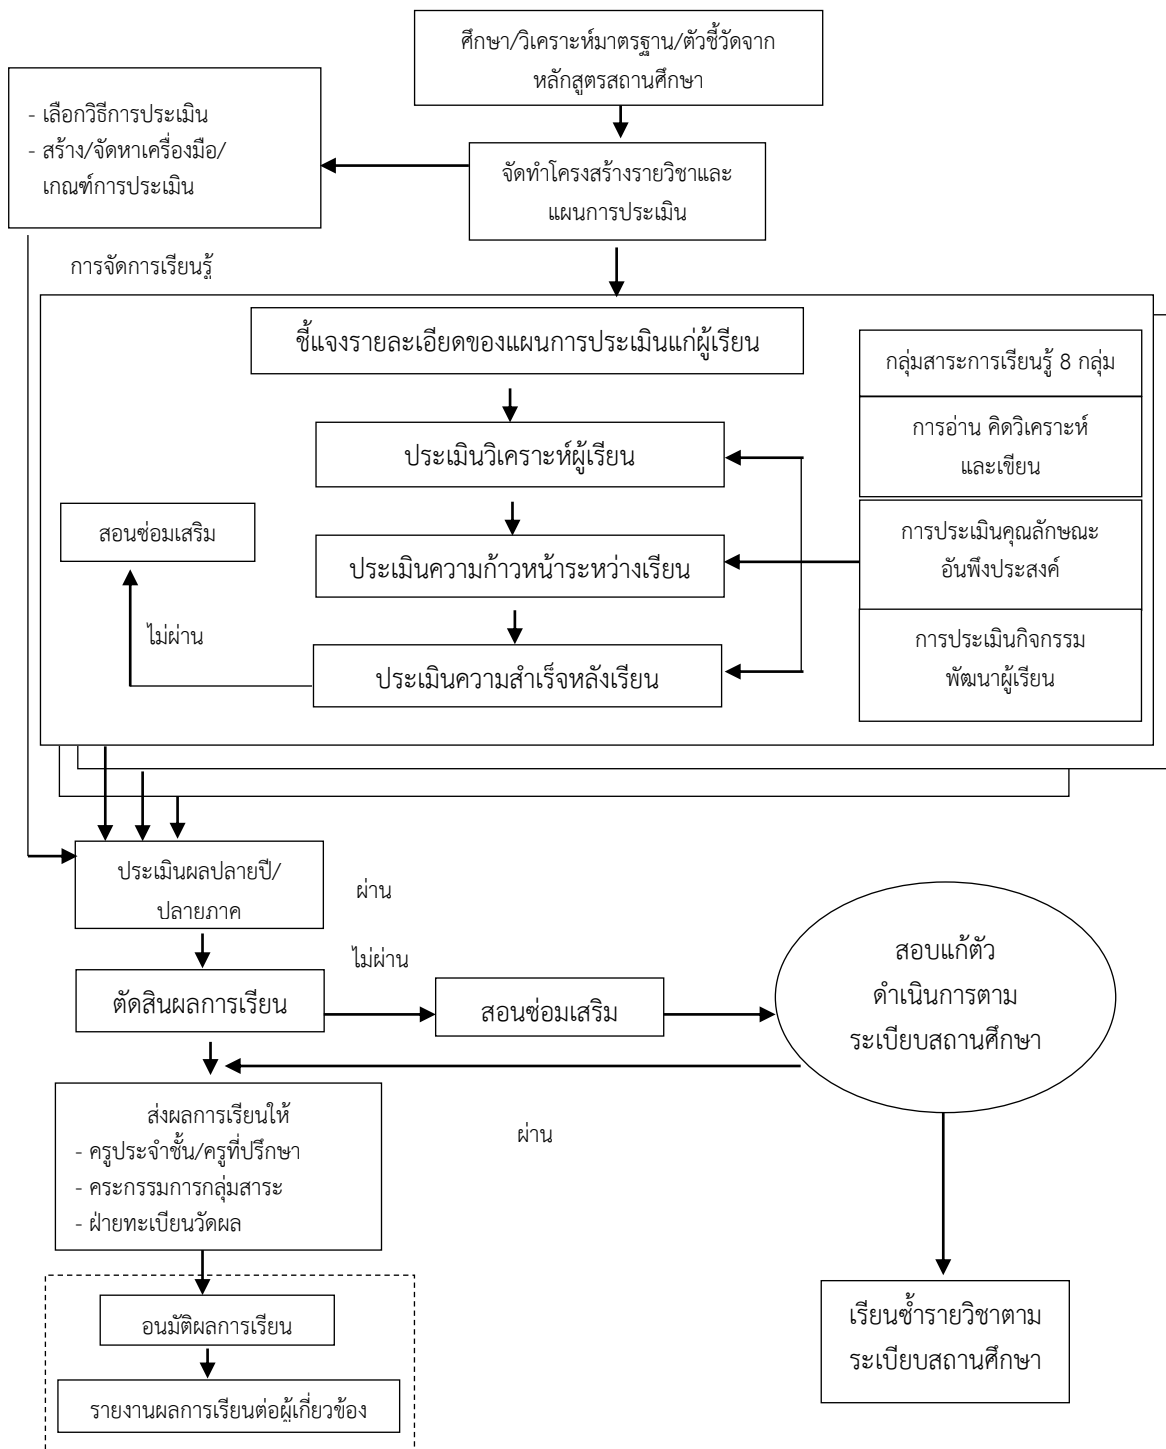 ศึกษา/วิเคราะห์มาตรฐาน/ตัวชี้วัดจาก
หลักสูตรสถานศึกษา
- เลือกวิธีการประเมิน
- สร้าง/จัดหาเครื่องมือ/
เกณฑ์การประเมิน
จัดทำโครงสร้างรายวิชาและ
แผนการประเมิน
การจัดการเรียนรู้
ชี้แจงรายละเอียดของแผนการประเมินแก่ผู้เรียน
กลุ่มสาระการเรียนรู้ 8 กลุ่ม
การอ่าน คิดวิเคราะห์
และเขียน
ประเมินวิเคราะห์ผู้เรียน
สอนซ่อมเสริม
ประเมินความก้าวหน้าระหว่างเรียน
การประเมินคุณลักษณะ
อันพึงประสงค์
ไม่ผ่าน
ประเมินความสำเร็จหลังเรียน
การประเมินกิจกรรม
พัฒนาผู้เรียน
ประเมินผลปลายปี/
ปลายภาค
ผ่าน
ไม่ผ่าน
ตัดสินผลการเรียน
สอนซ่อมเสริม
สอบแก้ตัว
ดำเนินการตาม
ระเบียบสถานศึกษา
ส่งผลการเรียนให้
- ครูประจำชั้น/ครูที่ปรึกษา
- คระกรรมการกลุ่มสาระ
- ฝ่ายทะเบียนวัดผล
ผ่าน
อนมัติผลการเรียน
รายงานผลการเรียนต่อผู้เกี่ยวข้อง
เรียนซ้ำรายวิชาตาม
ระเบียบสถานศึกษา